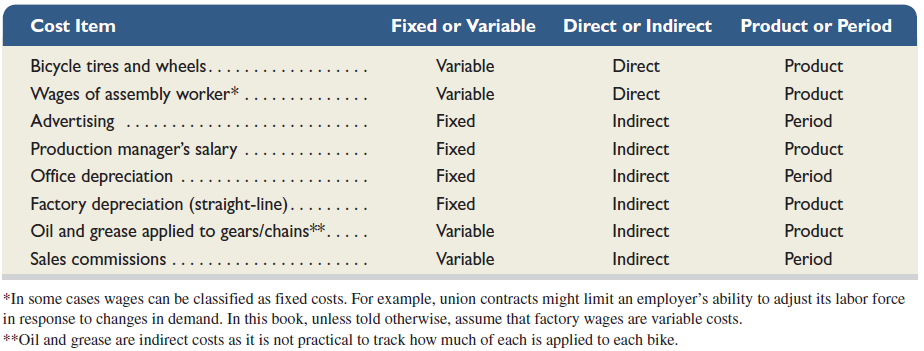 Cost Item Fixed or Variable Direct or Indirect Product or Period
Bicycle tires and wheels.................. Variable Direct Product
Wages of assembly worker* .............. Variable Direct Product
Advertising ........................... Fixed Indirect Period
Production manager's salary .............. Fixed Indirect Product
Office depreciation ..................... Fixed Indirect Period
Factory depreciation (straight-line)......... Fixed Indirect Product
Oil and grease applied to gears/chains**..... Variable Indirect Product
Sales commissions ...................... Variable Indirect Period
*In some cases wages can be classified as fixed costs. For example, union contracts might limit an employer's ability to adjust its labor force
in response to changes in demand. In this book, unless told otherwise, assume that factory wages are variable costs.
**Oil and grease are indirect costs as it is not practical to track how much of each is applied to each bike.